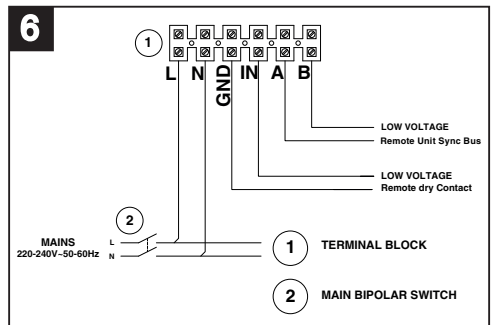 6
1
L N GND IN A B
LOW VOLTAGE
Remote Unit Sync Bus
LOW VOLTAGE
Remote dry Contact
2
MAINS
220-240V~50-60Hz
L
N
1 TERMINAL BLOCK
2 MAIN BIPOLAR SWITCH